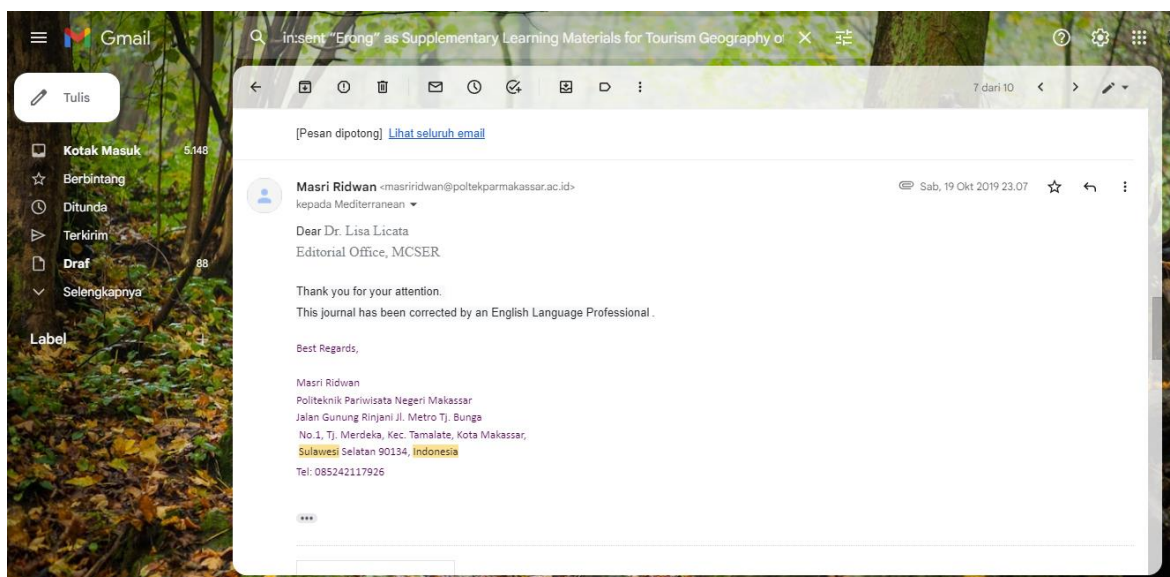 Gmail
in:sent "Erong" as Supplementary Learning Materials for Tourism Geography
Tulis
7 dari 10
Kotak Masuk 5.148
Berbintang
Ditunda
Terkirim
Draf 88
Selengkapnya
Label
[Pesan dipotong] Lihat seluruh email
Masri Ridwan <masriridwan@poltekparmakassar.ac.id>
Sab, 19 Okt 2019 23.07
kepada Mediterranean
Dear Dr. Lisa Licata
Editorial Office, MCSER
Thank you for your attention.
This journal has been corrected by an English Language Professional .
Best Regards,
Masri Ridwan
Politeknik Pariwisata Negeri Makassar
Jalan Gunung Rinjani Jl. Metro Tj. Bunga
No.1, Tj. Merdeka, Kec. Tamalate, Kota Makassar,
Sulawesi Selatan 90134, Indonesia
Tel: 085242117926